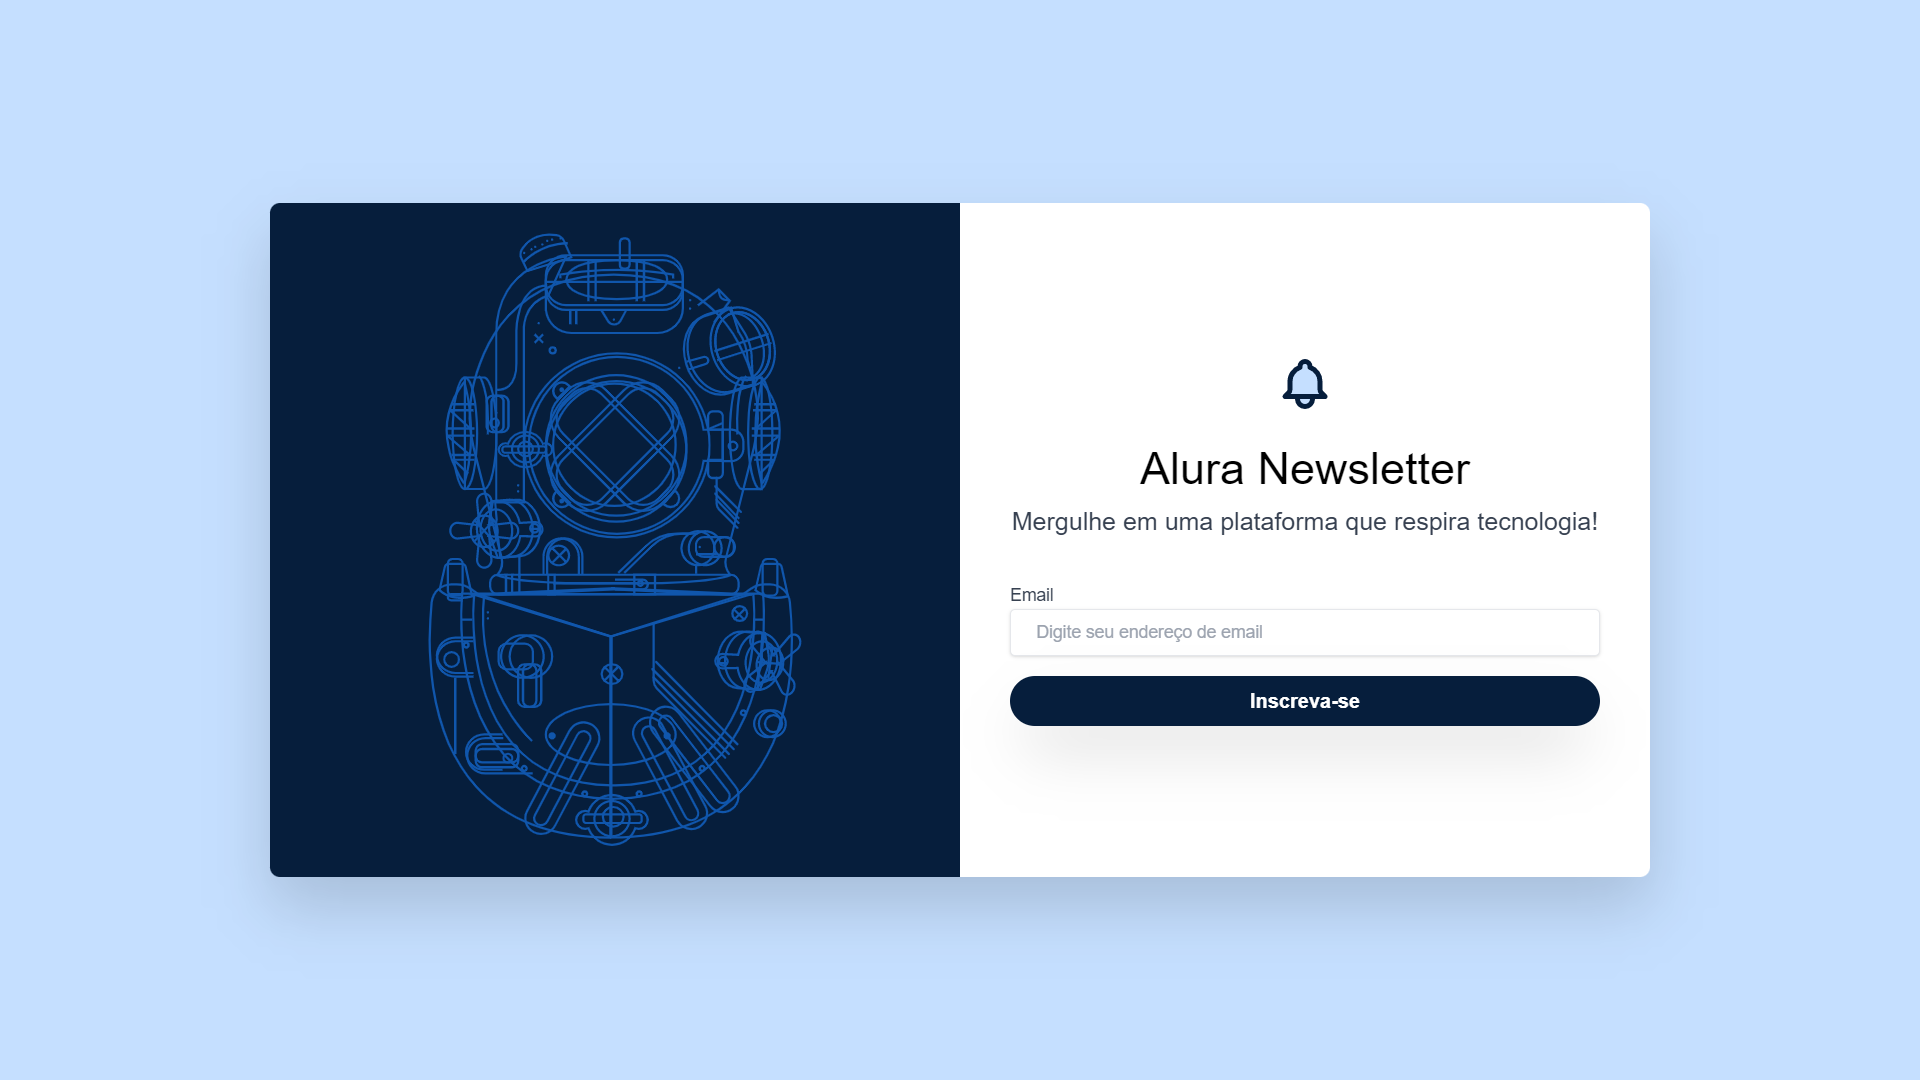 Alura Newsletter
Mergulhe em uma plataforma que respira tecnologia!
Email
Digite seu endereço de email
Inscreva-se